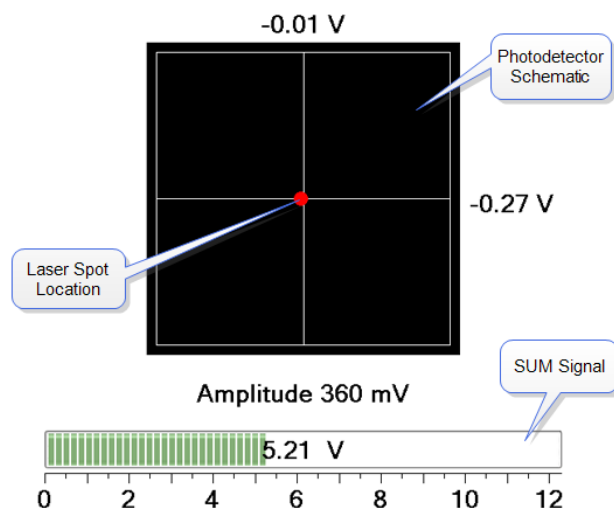 -0.01 V
Photodetector
Schematic
-0.27 V
Laser Spot
Location
SUM Signal
Amplitude 360 mV
5.21 V
0 2 4 6 8 10 12